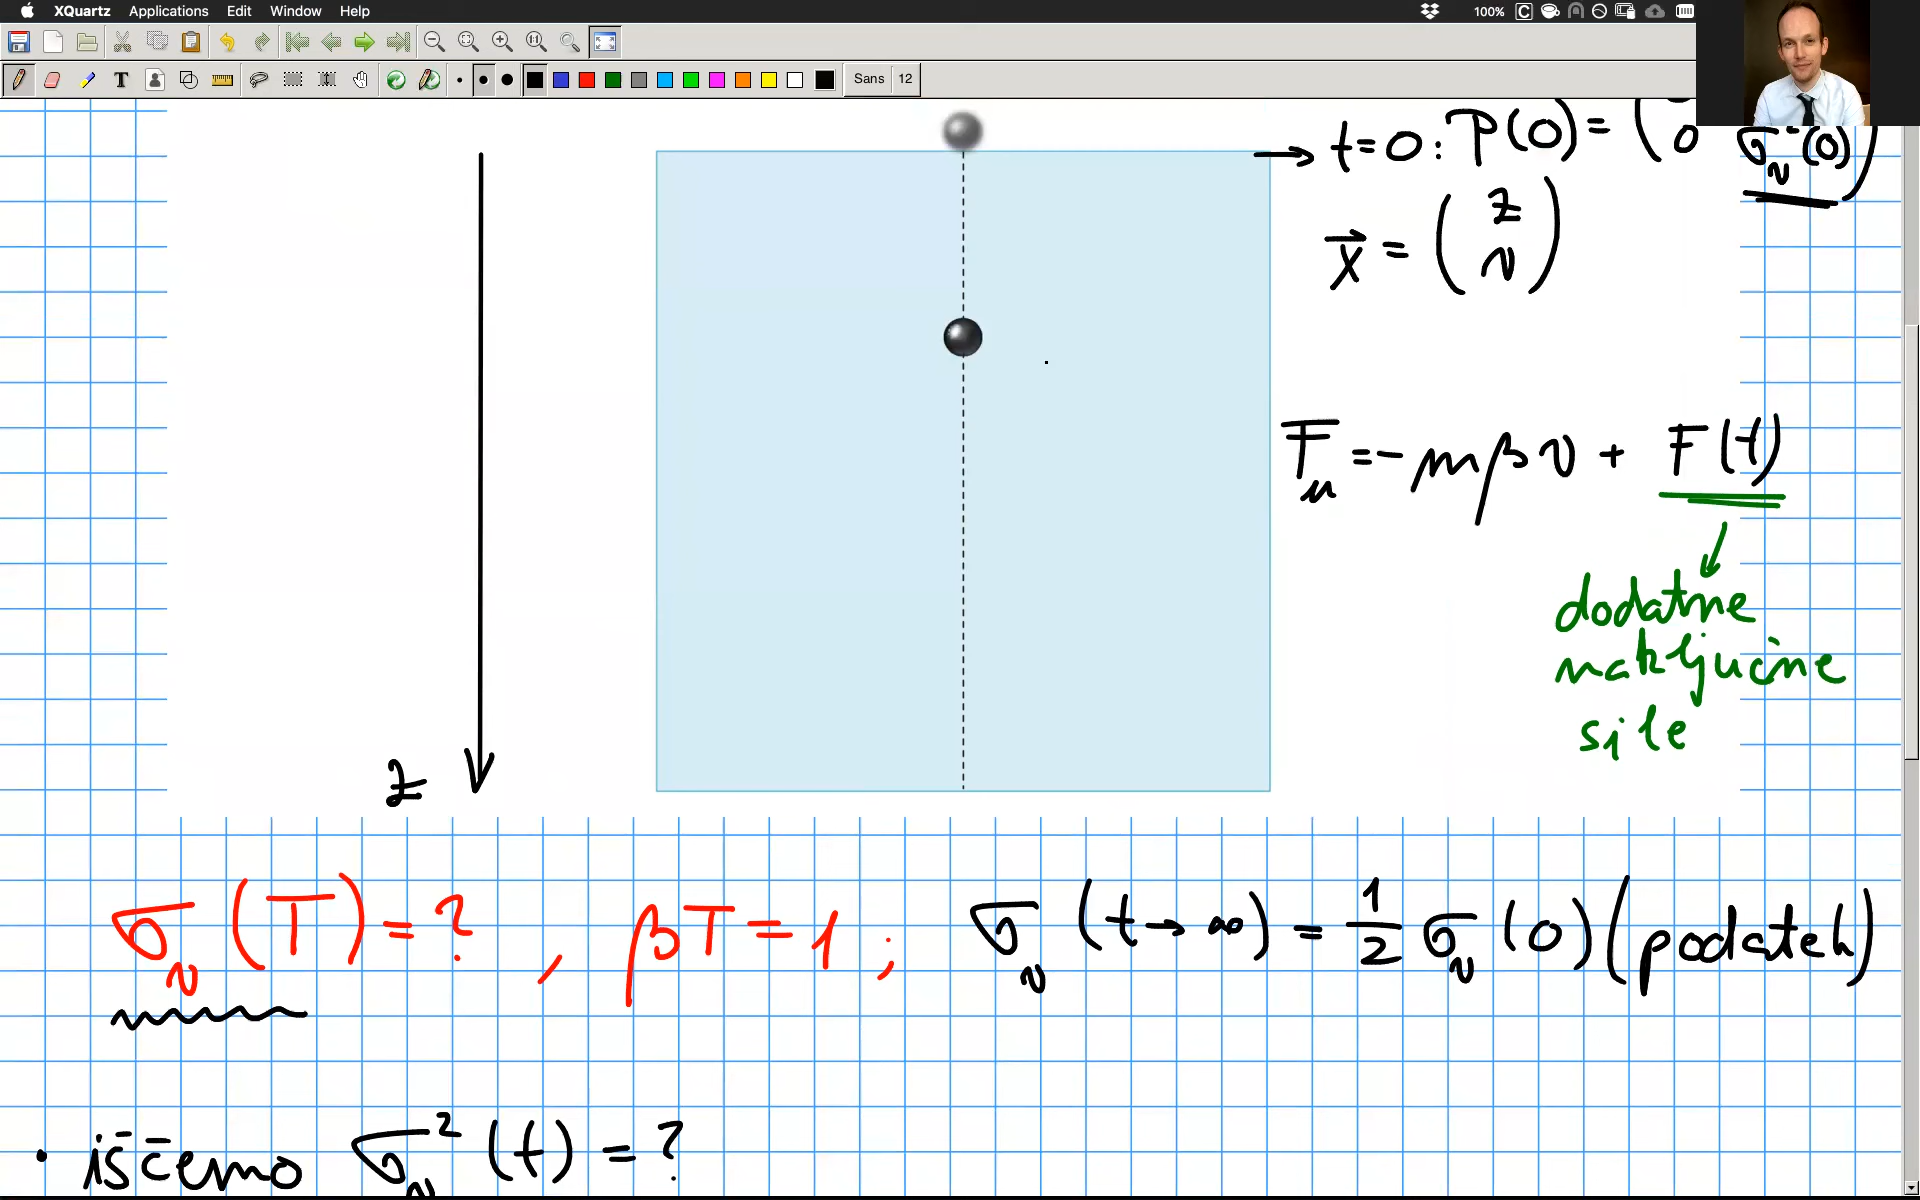 XQuartz Applications Edit Window Help
100%
Sans 12
→ t=0: P(0)= (0 σᵥ²(0))
x⃗ = (z v)
Fᵤ = -mβv + F(t)
dodatne
naključne
sile
z
σᵥ(T) = ? , βT = 1; σᵥ(t→∞) = 1/2 σᵥ(0) (podatek)
• iščemo σᵥ²(t) = ?